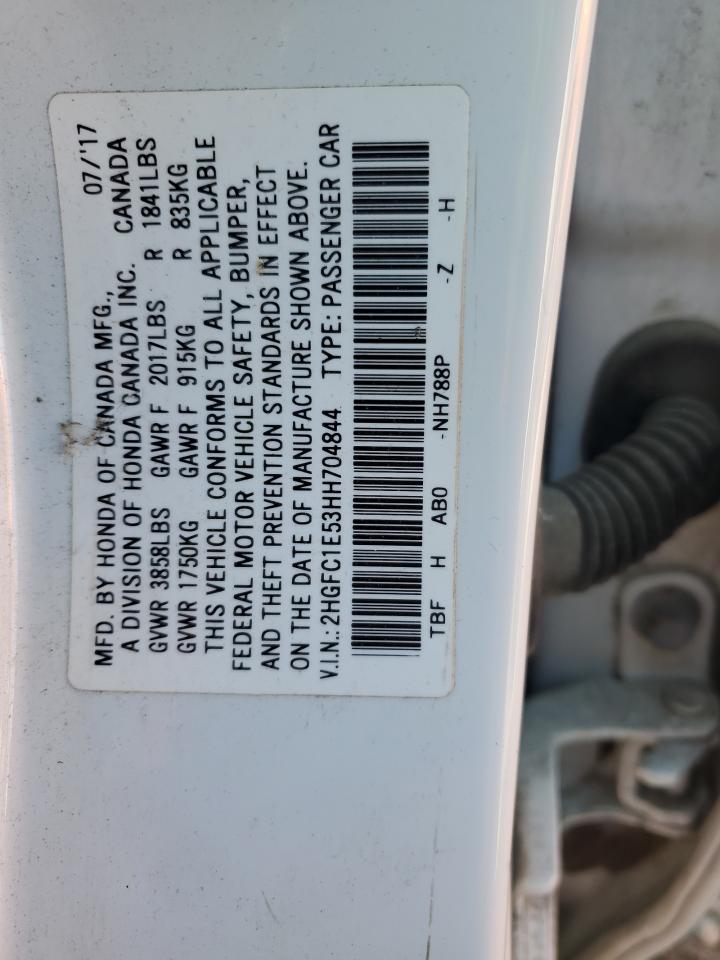 MFD. BY HONDA OF CANADA MFG., 07/'17
A DIVISION OF HONDA CANADA INC. CANADA
GVWR 3858LBS GAWR F 2017LBS R 1841LBS
GVWR 1750KG GAWR F 915KG R 835KG
THIS VEHICLE CONFORMS TO ALL APPLICABLE
FEDERAL MOTOR VEHICLE SAFETY, BUMPER,
AND THEFT PREVENTION STANDARDS IN EFFECT
ON THE DATE OF MANUFACTURE SHOWN ABOVE.
V.I.N.: 2HGFC1E53HH704844 TYPE: PASSENGER CAR
TBF H AB0 -NH788P -Z -H